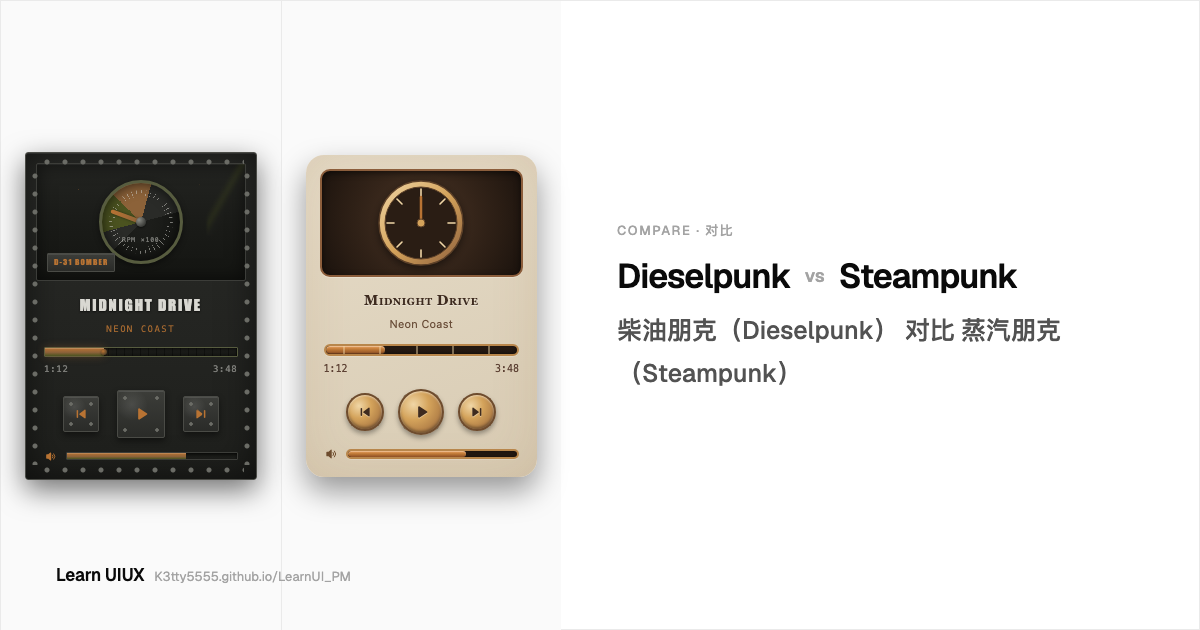 RPM ×100
D-31 BOMBER
MIDNIGHT DRIVE
NEON COAST
1:12 3:48
Midnight Drive
Neon Coast
1:12 3:48
COMPARE · 对比
Dieselpunk vs Steampunk
柴油朋克（Dieselpunk） 对比 蒸汽朋克
（Steampunk）
Learn UIUX K3tty5555.github.io/LearnUI_PM